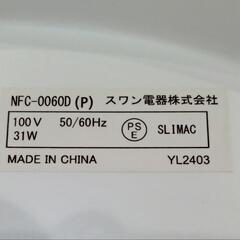 NFC-0060D(P) スワン電器株式会社
100V 50/60Hz PSE SLIMAC
31W
MADE IN CHINA YL2403